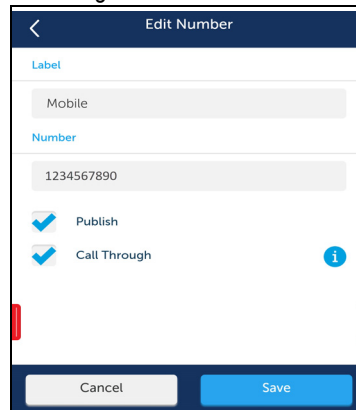 Edit Number
Label
Mobile
Number
1234567890
Publish
Call Through
i
Cancel
Save